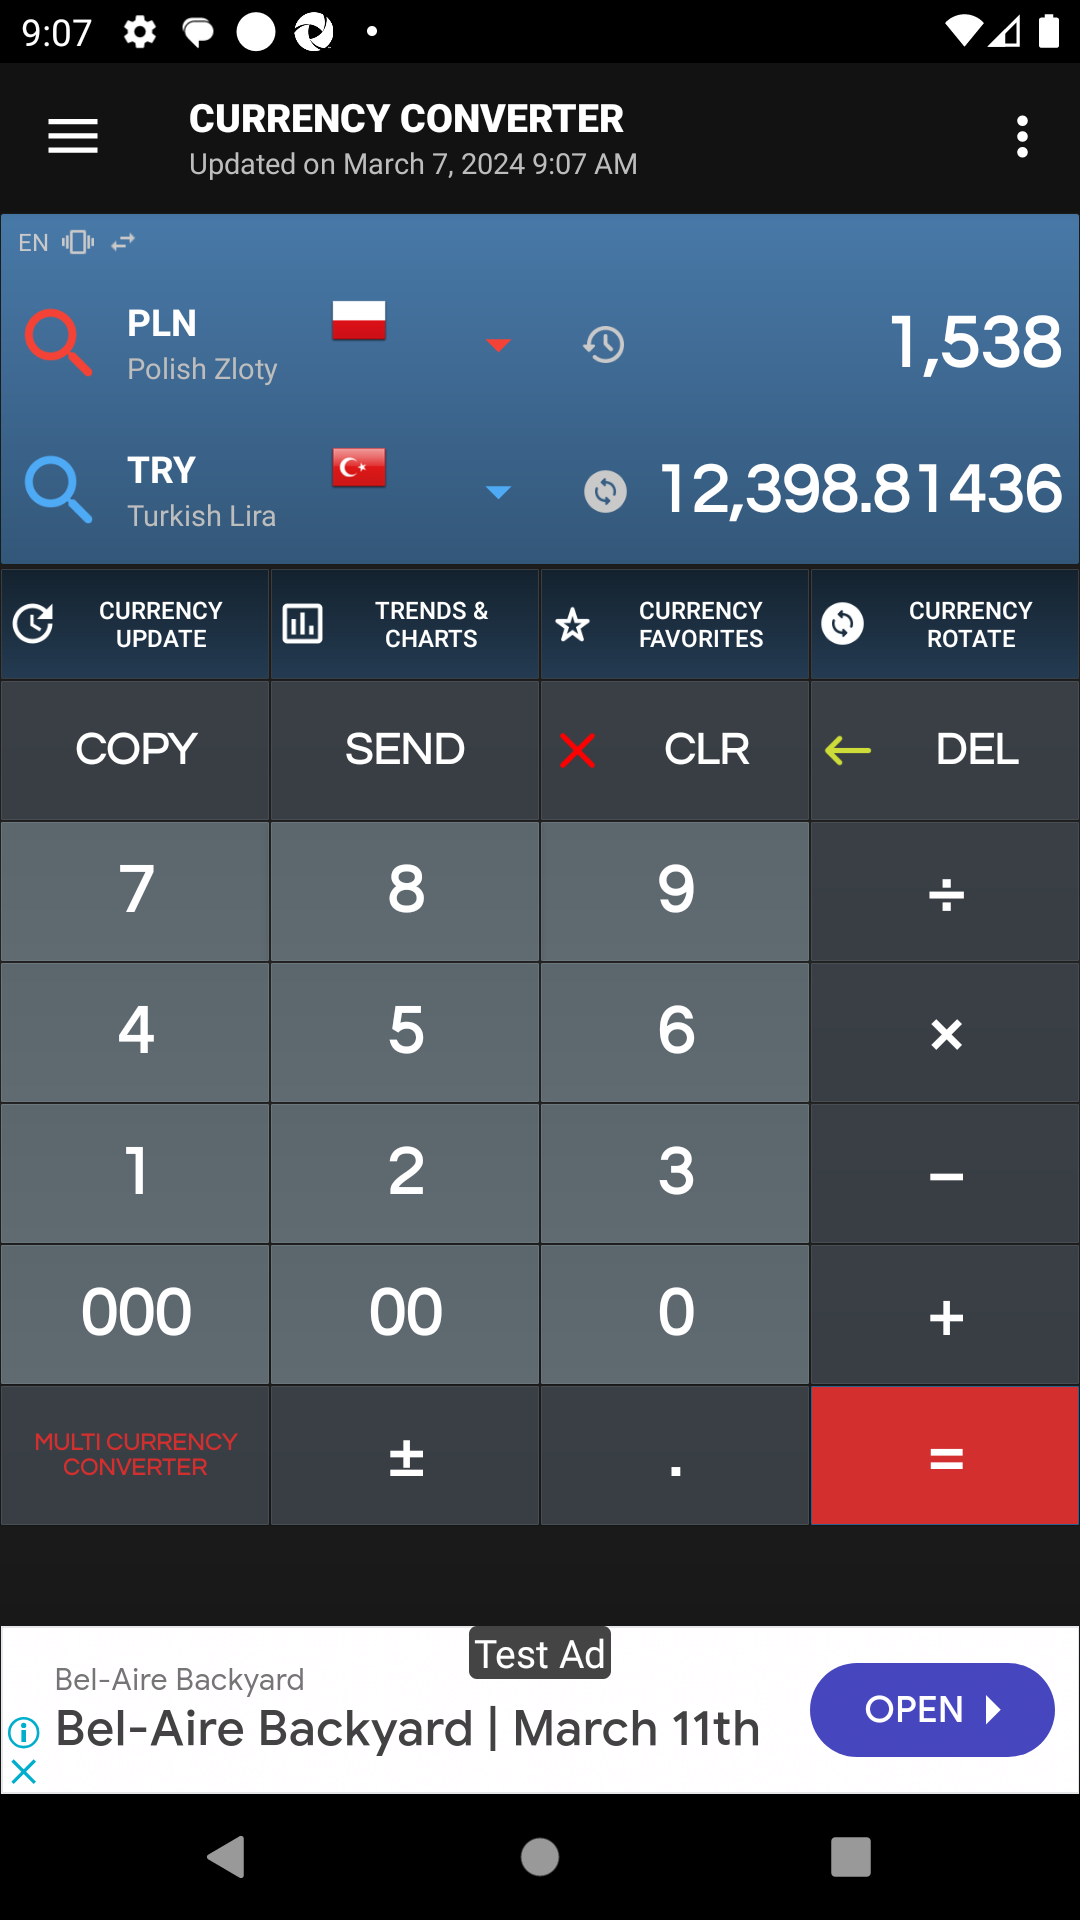 9:07
CURRENCY CONVERTER
Updated on March 7, 2024 9:07 AM
EN
PLN
Polish Zloty
1,538
TRY
Turkish Lira
12,398.81436
CURRENCY UPDATE
TRENDS & CHARTS
CURRENCY FAVORITES
CURRENCY ROTATE
COPY SEND CLR DEL
7 8 9 ÷
4 5 6 ×
1 2 3 −
000 00 0 +
MULTI CURRENCY CONVERTER
± . =
Test Ad
Bel-Aire Backyard
Bel-Aire Backyard | March 11th
OPEN